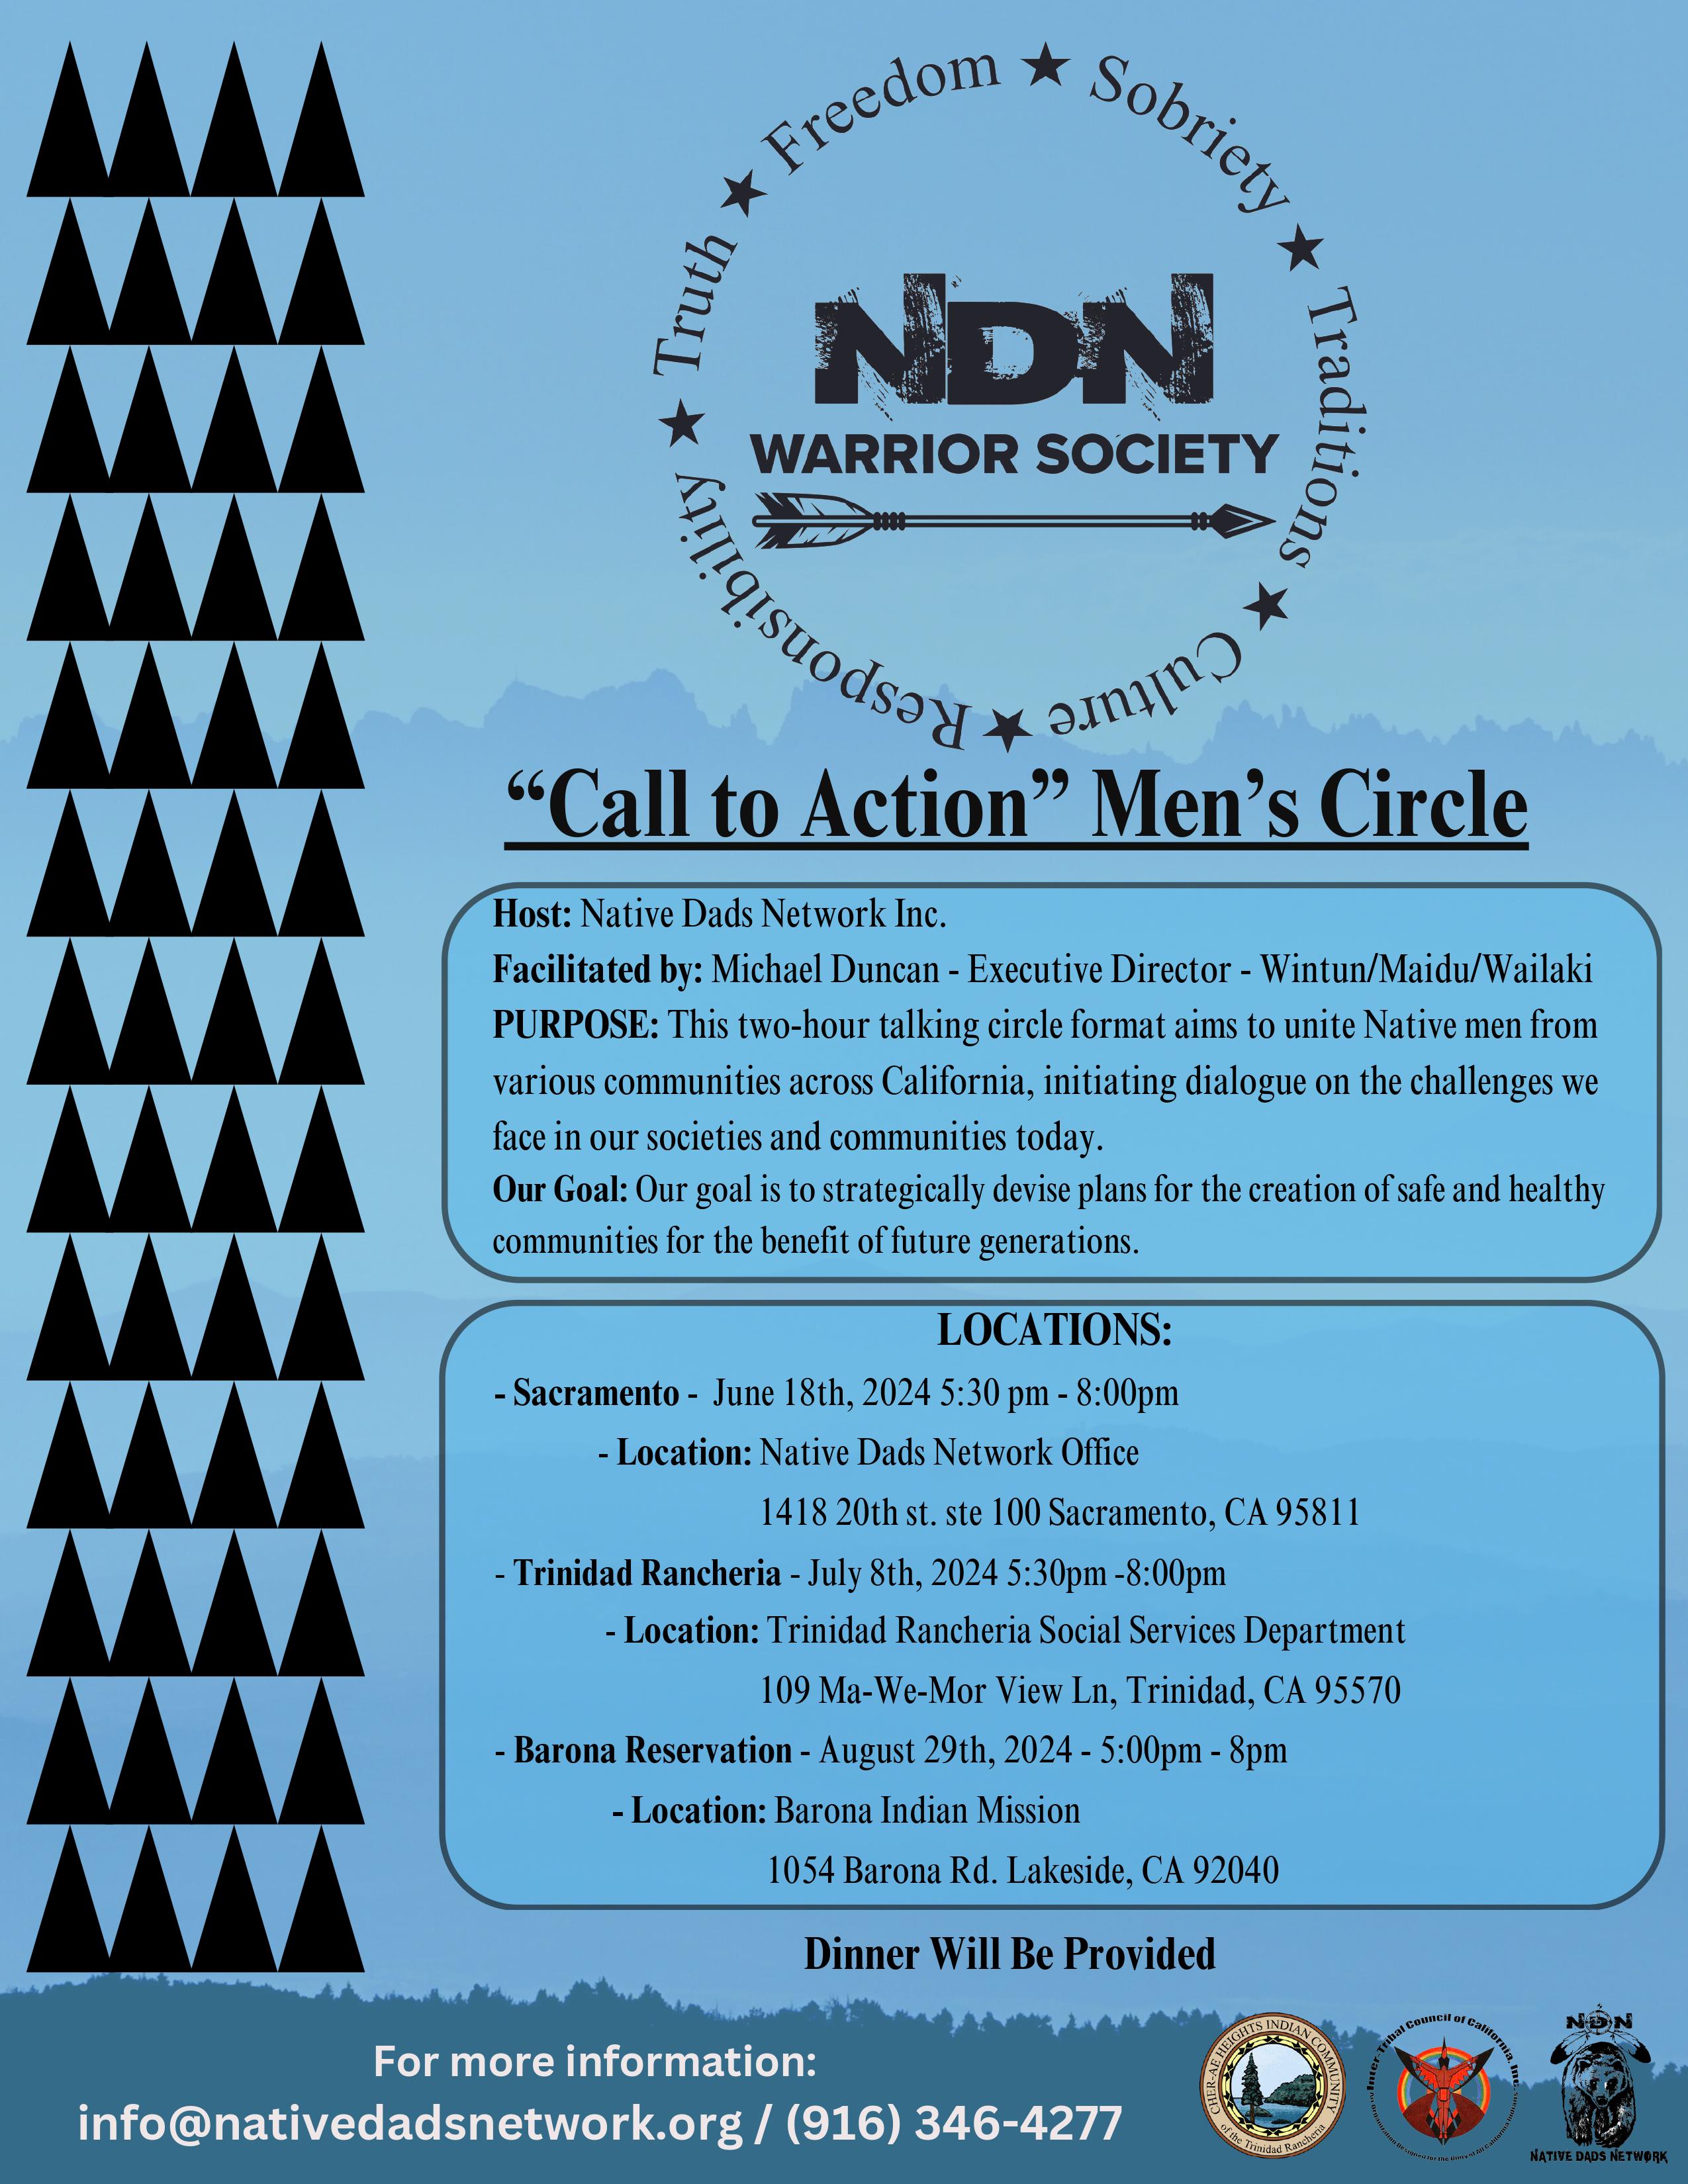 Truth ★ Freedom ★ Sobriety ★ Traditions ★ Culture ★ Responsibility ★
NDN
WARRIOR SOCIETY
“Call to Action” Men’s Circle
Host: Native Dads Network Inc.
Facilitated by: Michael Duncan - Executive Director - Wintun/Maidu/Wailaki
PURPOSE: This two-hour talking circle format aims to unite Native men from
various communities across California, initiating dialogue on the challenges we
face in our societies and communities today.
Our Goal: Our goal is to strategically devise plans for the creation of safe and healthy
communities for the benefit of future generations.
LOCATIONS:
- Sacramento - June 18th, 2024 5:30 pm - 8:00pm
- Location: Native Dads Network Office
1418 20th st. ste 100 Sacramento, CA 95811
- Trinidad Rancheria - July 8th, 2024 5:30pm -8:00pm
- Location: Trinidad Rancheria Social Services Department
109 Ma-We-Mor View Ln, Trinidad, CA 95570
- Barona Reservation - August 29th, 2024 - 5:00pm - 8pm
- Location: Barona Indian Mission
1054 Barona Rd. Lakeside, CA 92040
Dinner Will Be Provided
For more information:
info@nativedadsnetwork.org / (916) 346-4277
CHER-AE HEIGHTS INDIAN COMMUNITY
of the Trinidad Rancheria
Inter-Tribal Council of California, Inc.
NDN
NATIVE DADS NETWORK